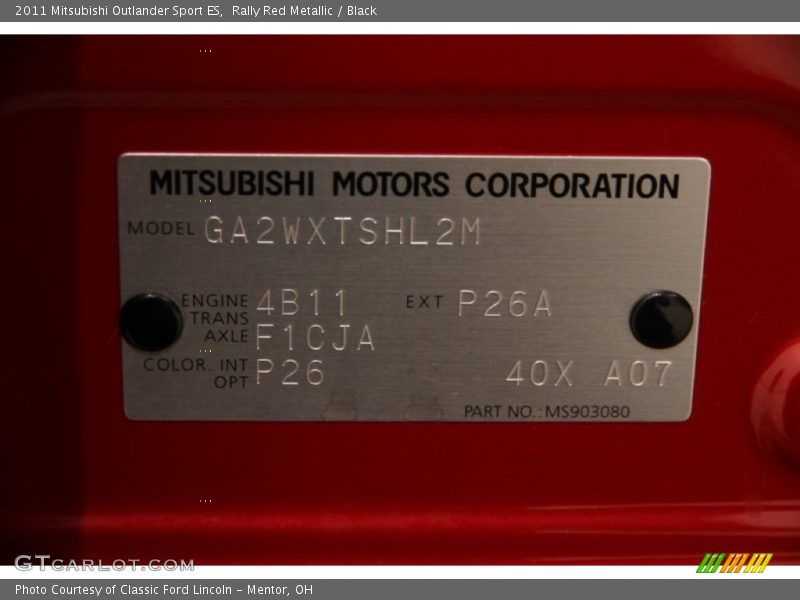 2011 Mitsubishi Outlander Sport ES, Rally Red Metallic / Black
MITSUBISHI MOTORS CORPORATION
MODEL GA2WXTSHL2M
ENGINE 4B11 EXT P26A
TRANS
AXLE F1CJA
COLOR. INT P26 40X A07
OPT
PART NO.:MS903080
GTCARLOT.COM
Photo Courtesy of Classic Ford Lincoln - Mentor, OH